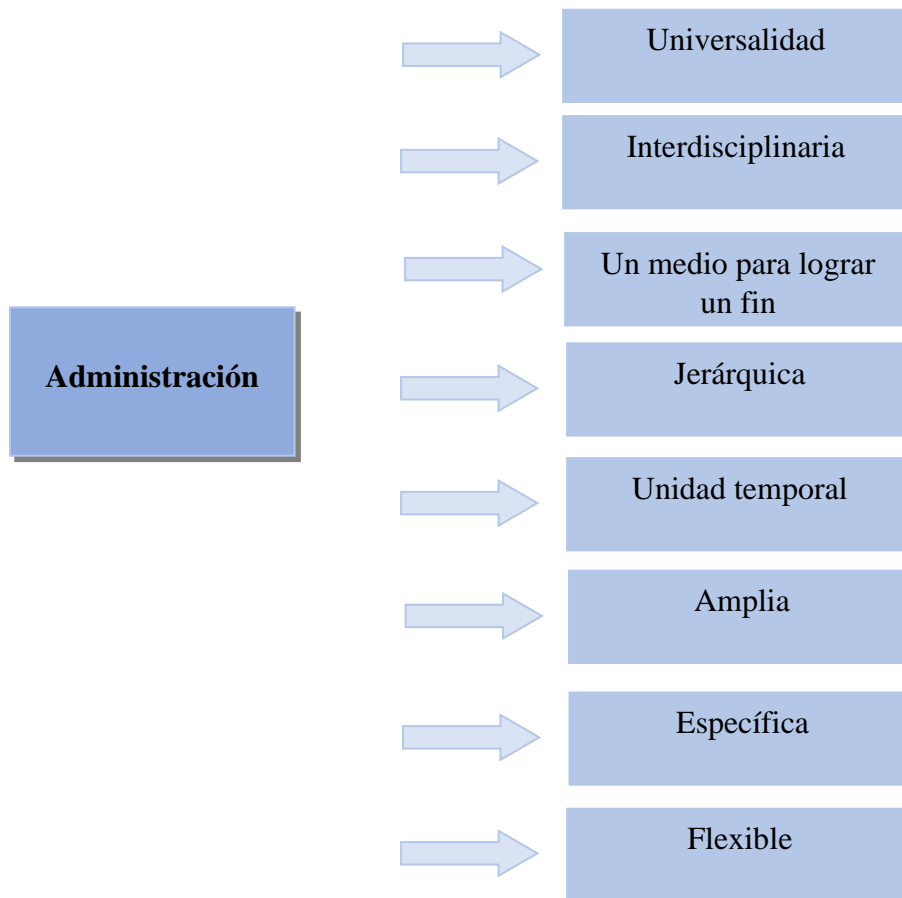 Universalidad
Interdisciplinaria
Un medio para lograr
un fin
Administración
Jerárquica
Unidad temporal
Amplia
Específica
Flexible